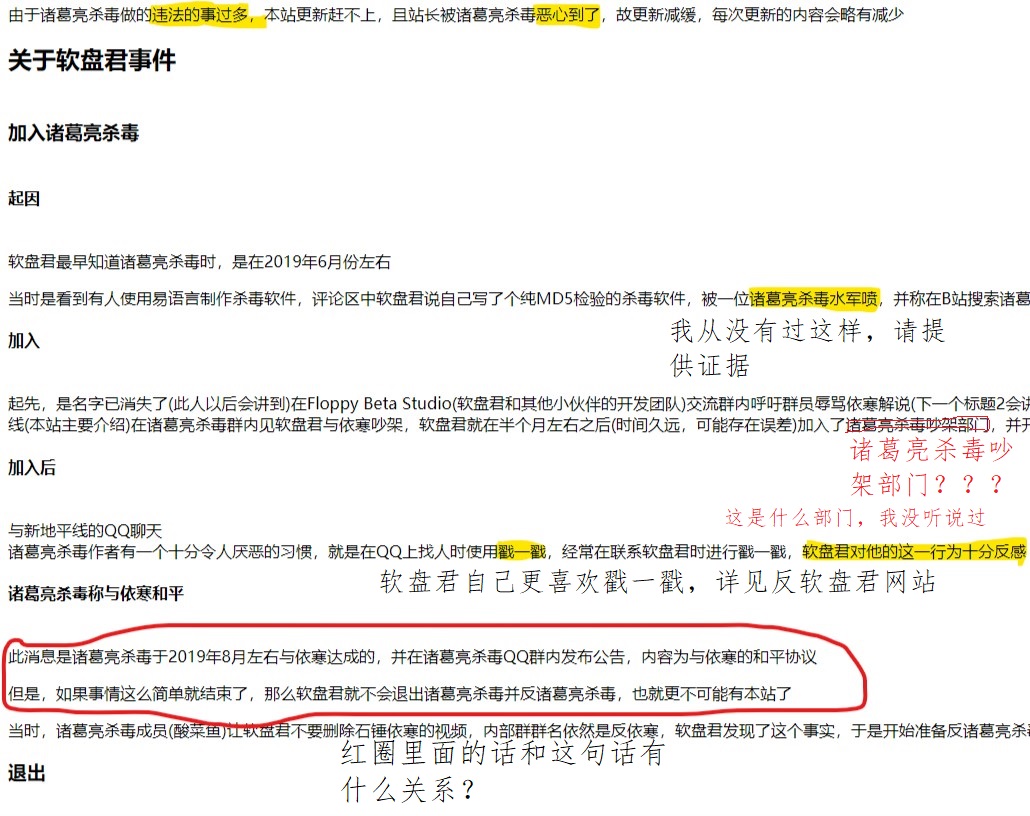 由于诸葛亮杀毒做的违法的事过多，本站更新赶不上，且站长被诸葛亮杀毒恶心到了，故更新减缓，每次更新的内容会略有减少
关于软盘君事件
加入诸葛亮杀毒
起因
软盘君最早知道诸葛亮杀毒时，是在2019年6月份左右
当时是看到有人使用易语言制作杀毒软件，评论区中软盘君说自己写了个纯MD5检验的杀毒软件，被一位诸葛亮杀毒水军喷，并称在B站搜索诸葛
我从没有过这样，请提
供证据
加入
起先，是名字已消失了(此人以后会讲到)在Floppy Beta Studio(软盘君和其他小伙伴的开发团队)交流群内呼吁群员辱骂依寒解说(下一个标题2会讲
线(本站主要介绍)在诸葛亮杀毒群内见软盘君与依寒吵架，软盘君就在半个月左右之后(时间久远，可能存在误差)加入了诸葛亮杀毒吵架部门，并开
诸葛亮杀毒吵
架部门？？？
这是什么部门，我没听说过
加入后
与新地平线的QQ聊天
诸葛亮杀毒作者有一个十分令人厌恶的习惯，就是在QQ上找人时使用戳一戳，经常在联系软盘君时进行戳一戳，软盘君对他的这一行为十分反感
软盘君自己更喜欢戳一戳，详见反软盘君网站
诸葛亮杀毒称与依寒和平
此消息是诸葛亮杀毒于2019年8月左右与依寒达成的，并在诸葛亮杀毒QQ群内发布公告，内容为与依寒的和平协议
但是，如果事情这么简单就结束了，那么软盘君就不会退出诸葛亮杀毒并反诸葛亮杀毒，也就更不可能有本站了
当时，诸葛亮杀毒成员(酸菜鱼)让软盘君不要删除石锤依寒的视频，内部群群名依然是反依寒，软盘君发现了这个事实，于是开始准备反诸葛亮杀毒
红圈里面的话和这句话有
什么关系？
退出